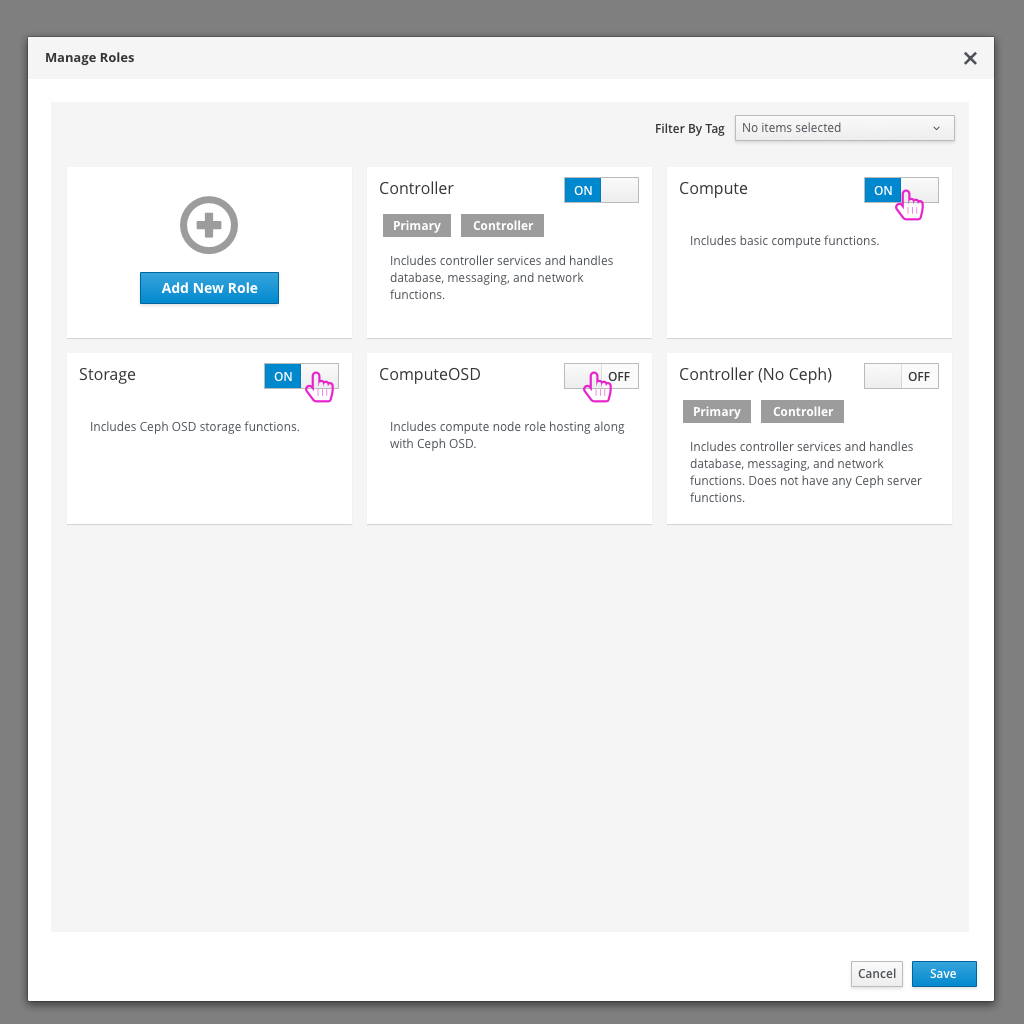 Manage Roles
Filter By Tag
No items selected
Add New Role
Controller
ON
Primary
Controller
Includes controller services and handles
database, messaging, and network
functions.
Compute
ON
Includes basic compute functions.
Storage
ON
Includes Ceph OSD storage functions.
ComputeOSD
OFF
Includes compute node role hosting along
with Ceph OSD.
Controller (No Ceph)
OFF
Primary
Controller
Includes controller services and handles
database, messaging, and network
functions. Does not have any Ceph server
functions.
Cancel
Save